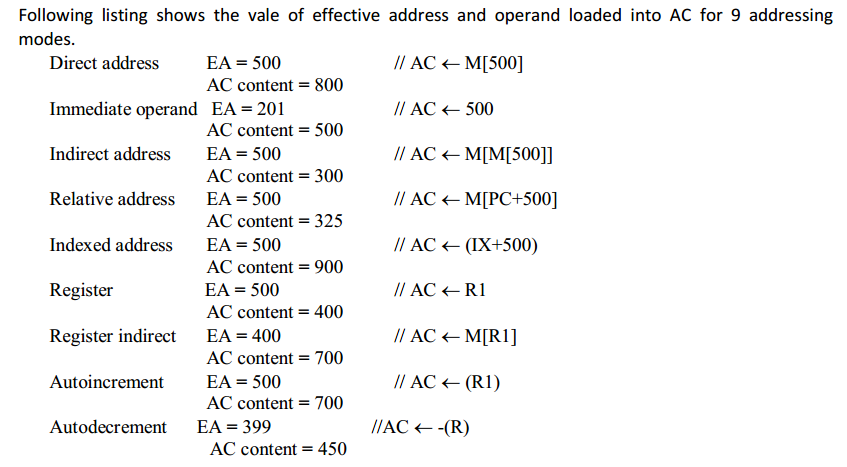 Following listing shows the vale of effective address and operand loaded into AC for 9 addressing
modes.
Direct address EA = 500 // AC ← M[500]
AC content = 800
Immediate operand EA = 201 // AC ← 500
AC content = 500
Indirect address EA = 500 // AC ← M[M[500]]
AC content = 300
Relative address EA = 500 // AC ← M[PC+500]
AC content = 325
Indexed address EA = 500 // AC ← (IX+500)
AC content = 900
Register EA = 500 // AC ← R1
AC content = 400
Register indirect EA = 400 // AC ← M[R1]
AC content = 700
Autoincrement EA = 500 // AC ← (R1)
AC content = 700
Autodecrement EA = 399 //AC ← -(R)
AC content = 450